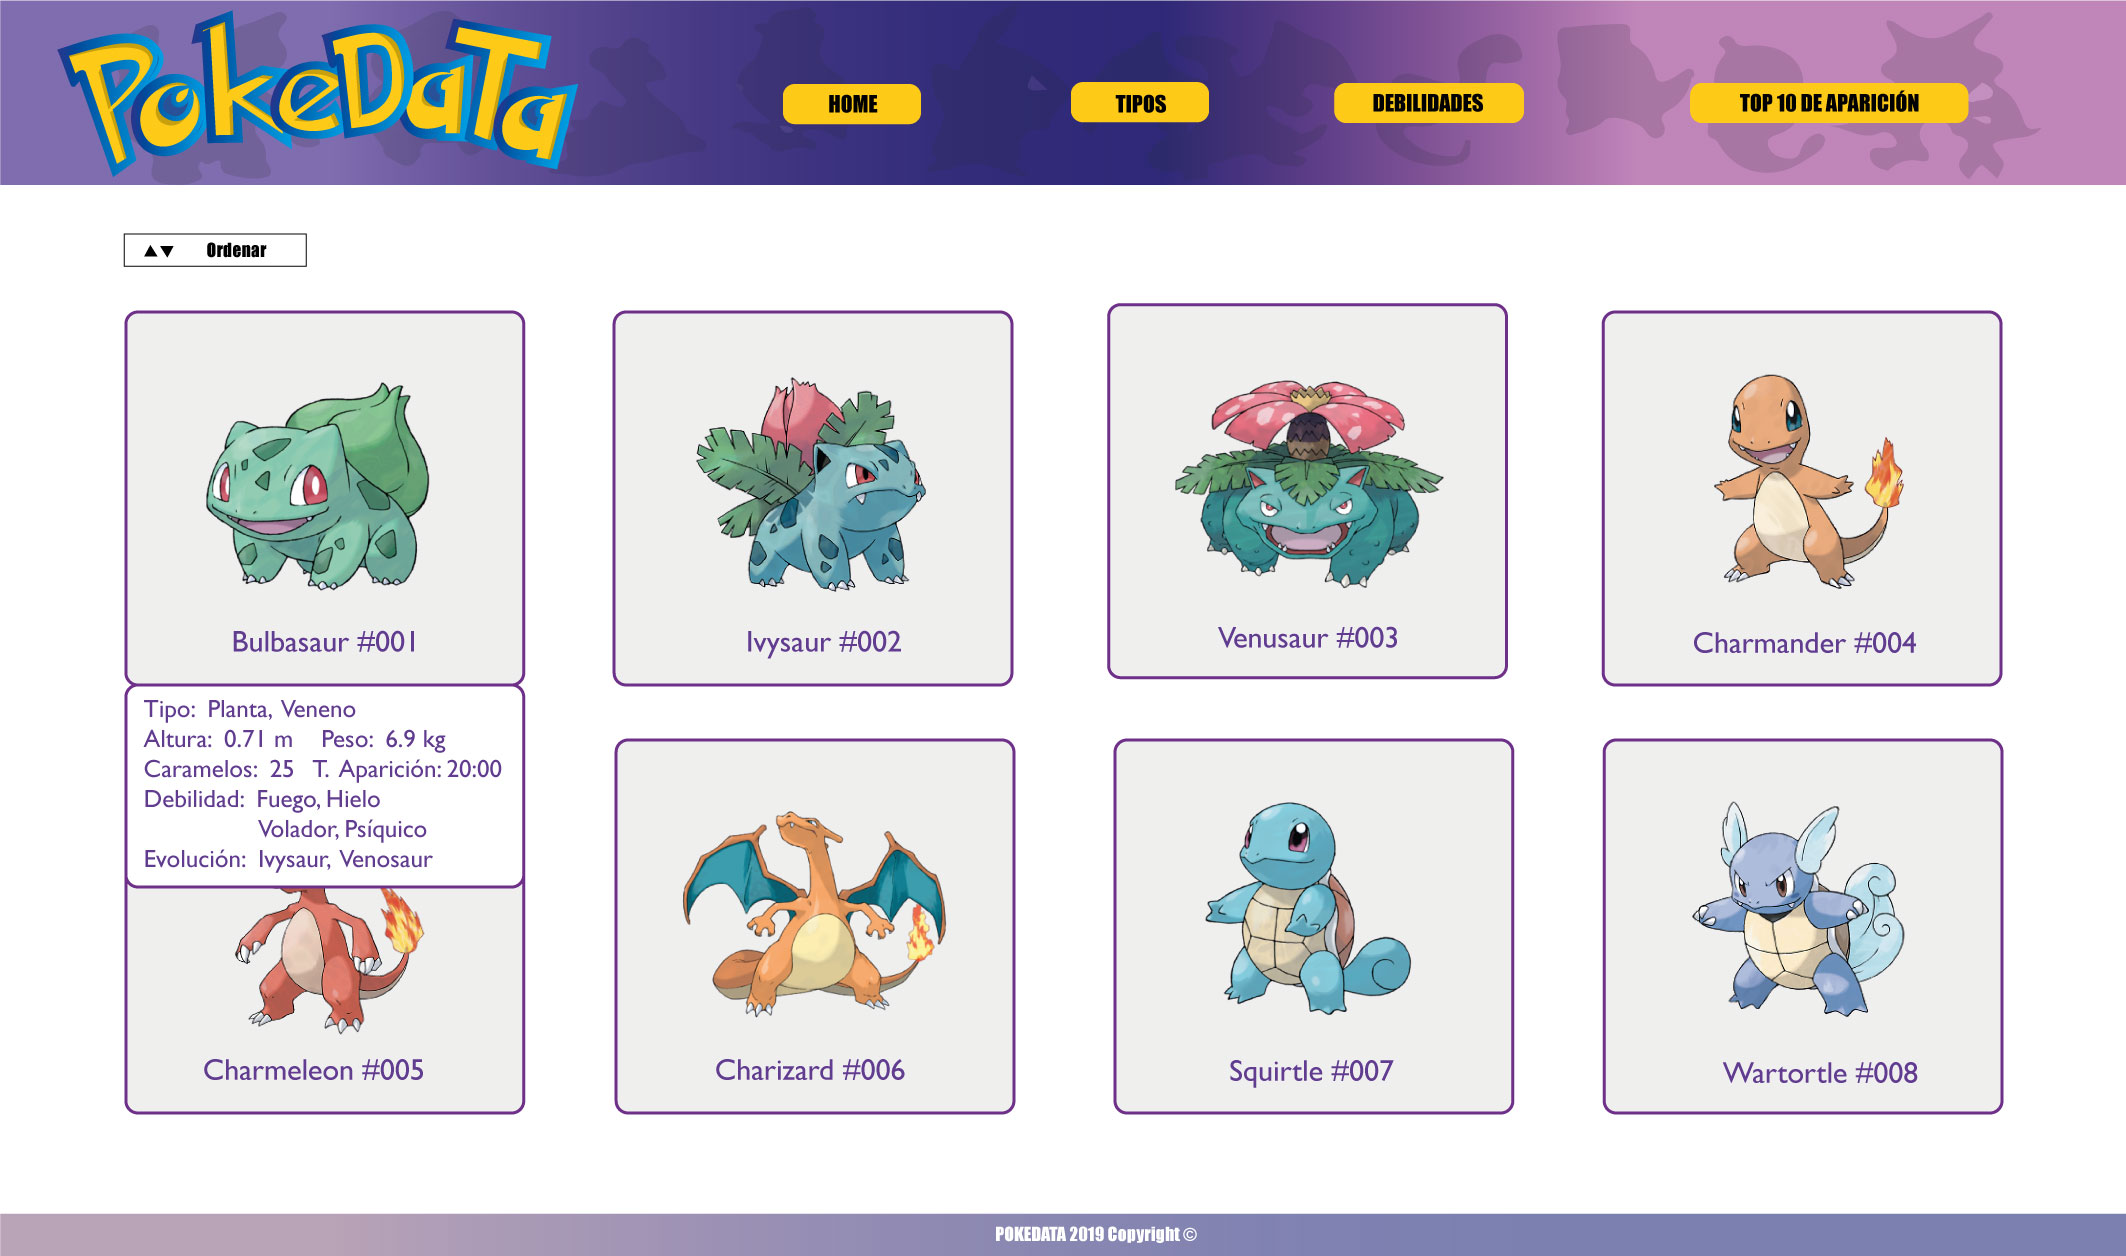 PokeDaTa
HOME
TIPOS
DEBILIDADES
TOP 10 DE APARICIÓN
▲▼ Ordenar
Bulbasaur #001
Ivysaur #002
Venusaur #003
Charmander #004
Tipo: Planta, Veneno
Altura: 0.71 m Peso: 6.9 kg
Caramelos: 25 T. Aparición: 20:00
Debilidad: Fuego, Hielo
Volador, Psíquico
Evolución: Ivysaur, Venosaur
Charmeleon #005
Charizard #006
Squirtle #007
Wartortle #008
POKEDATA 2019 Copyright ©